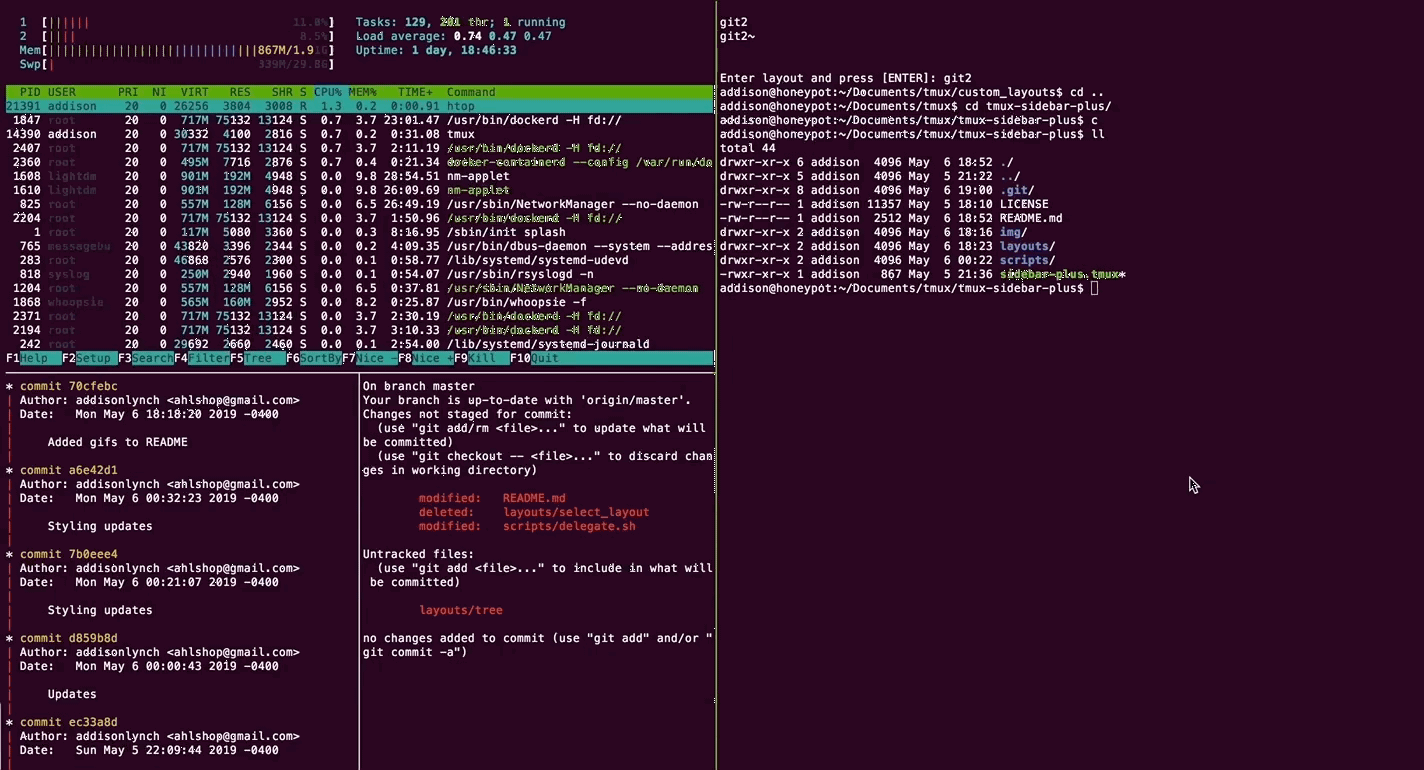 1 [|||||| 11.8%] Tasks: 129, 201 thr; 1 running
2 [|||| 8.5%] Load average: 0.74 0.47 0.47
Mem[||||||||||||||||||||||||||||||867M/1.9 Uptime: 1 day, 18:46:33
Swp[| 339M/29.8G]
PID USER PRI NI VIRT RES SHR S CPU% MEM% TIME+ Command
21391 addison 20 0 26256 3804 3008 R 1.3 0.2 0:00.91 htop
1847 root 20 0 717M 75132 13124 S 0.7 3.7 23:01.47 /usr/bin/dockerd -H fd://
14390 addison 20 0 30332 4100 2816 S 0.7 0.2 0:31.08 tmux
2407 root 20 0 717M 75132 13124 S 0.7 3.7 2:11.19 /usr/bin/dockerd -H fd://
2360 root 20 0 495M 7716 2876 S 0.7 0.4 0:21.34 docker-containerd --config /var/run/do
1608 lightdm 20 0 901M 192M 4948 S 0.7 9.8 28:54.51 nm-applet
1610 lightdm 20 0 901M 192M 4948 S 0.0 9.8 26:09.69 nm-applet
825 root 20 0 557M 128M 6156 S 0.0 6.5 26:49.19 /usr/sbin/NetworkManager --no-daemon
2204 root 20 0 717M 75132 13124 S 0.0 3.7 1:50.96 /usr/bin/dockerd -H fd://
1 root 20 0 117M 5080 3360 S 0.0 0.3 8:16.95 /sbin/init splash
765 messagebu 20 0 43820 3396 2344 S 0.0 0.2 4:09.35 /usr/bin/dbus-daemon --system --addres
283 root 20 0 46868 2576 2300 S 0.0 0.1 0:58.77 /lib/systemd/systemd-udevd
818 syslog 20 0 250M 2940 1960 S 0.0 0.1 0:54.07 /usr/sbin/rsyslogd -n
1204 root 20 0 557M 128M 6156 S 0.0 6.5 0:37.81 /usr/sbin/NetworkManager --no-daemon
1868 whoopsie 20 0 565M 160M 2952 S 0.0 8.2 0:25.87 /usr/bin/whoopsie -f
2371 root 20 0 717M 75132 13124 S 0.0 3.7 2:30.19 /usr/bin/dockerd -H fd://
2194 root 20 0 717M 75132 13124 S 0.0 3.7 3:10.33 /usr/bin/dockerd -H fd://
242 root 20 0 29692 2660 2460 S 0.0 0.1 2:54.00 /lib/systemd/systemd-journald
F1Help F2Setup F3SearchF4FilterF5Tree F6SortByF7Nice -F8Nice +F9Kill F10Quit
* commit 70cfebc
| Author: addisonlynch <ahlshop@gmail.com>
| Date: Mon May 6 18:18:20 2019 -0400
|
| Added gifs to README
|
* commit a6e42d1
| Author: addisonlynch <ahlshop@gmail.com>
| Date: Mon May 6 00:32:23 2019 -0400
|
| Styling updates
|
* commit 7b0eee4
| Author: addisonlynch <ahlshop@gmail.com>
| Date: Mon May 6 00:21:07 2019 -0400
|
| Styling updates
|
* commit d859b8d
| Author: addisonlynch <ahlshop@gmail.com>
| Date: Mon May 6 00:00:43 2019 -0400
|
| Updates
|
* commit ec33a8d
| Author: addisonlynch <ahlshop@gmail.com>
| Date: Sun May 5 22:09:44 2019 -0400
|
On branch master
Your branch is up-to-date with 'origin/master'.
Changes not staged for commit:
(use "git add/rm <file>..." to update what will
be committed)
(use "git checkout -- <file>..." to discard chan
ges in working directory)
modified: README.md
deleted: layouts/select_layout
modified: scripts/delegate.sh
Untracked files:
(use "git add <file>..." to include in what will
be committed)
layouts/tree
no changes added to commit (use "git add" and/or "
git commit -a")
git2
git2~
Enter layout and press [ENTER]: git2
addison@honeypot:~/Documents/tmux/custom_layouts$ cd ..
addison@honeypot:~/Documents/tmux$ cd tmux-sidebar-plus/
addison@honeypot:~/Documents/tmux/tmux-sidebar-plus$ c
addison@honeypot:~/Documents/tmux/tmux-sidebar-plus$ ll
total 44
drwxr-xr-x 6 addison 4096 May 6 18:52 ./
drwxr-xr-x 5 addison 4096 May 5 21:22 ../
drwxr-xr-x 8 addison 4096 May 6 19:00 .git/
-rw-r--r-- 1 addison 11357 May 5 18:01 LICENSE
-rw-r--r-- 1 addison 2512 May 6 18:52 README.md
drwxr-xr-x 2 addison 4096 May 6 18:16 img/
drwxr-xr-x 2 addison 4096 May 6 18:23 layouts/
drwxr-xr-x 2 addison 4096 May 6 00:22 scripts/
-rwxr-xr-x 1 addison 867 May 5 21:36 sidebar-plus.tmux*
addison@honeypot:~/Documents/tmux/tmux-sidebar-plus$